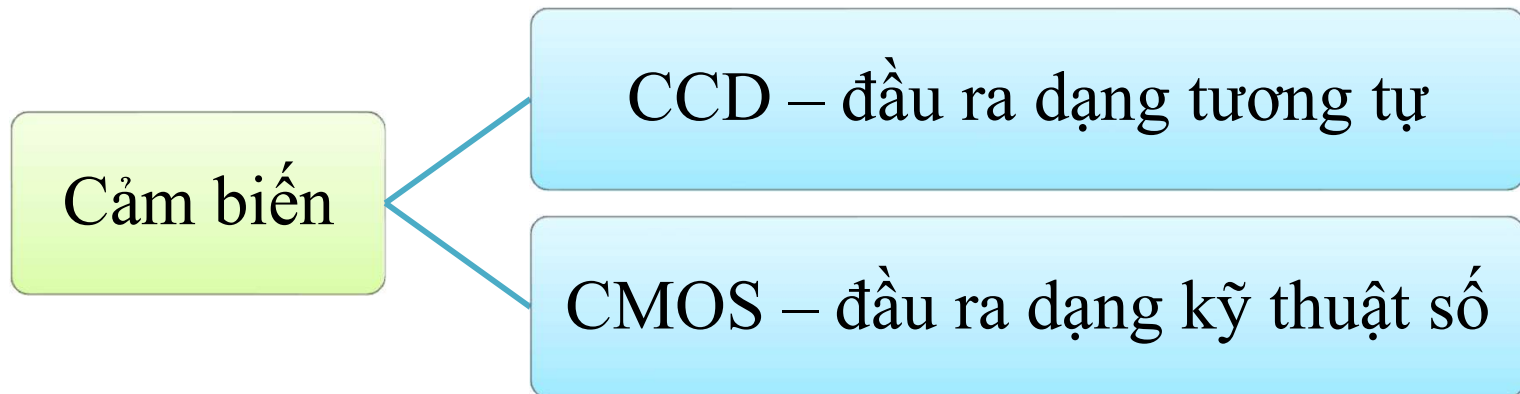 Cảm biến
CCD – đầu ra dạng tương tự
CMOS – đầu ra dạng kỹ thuật số